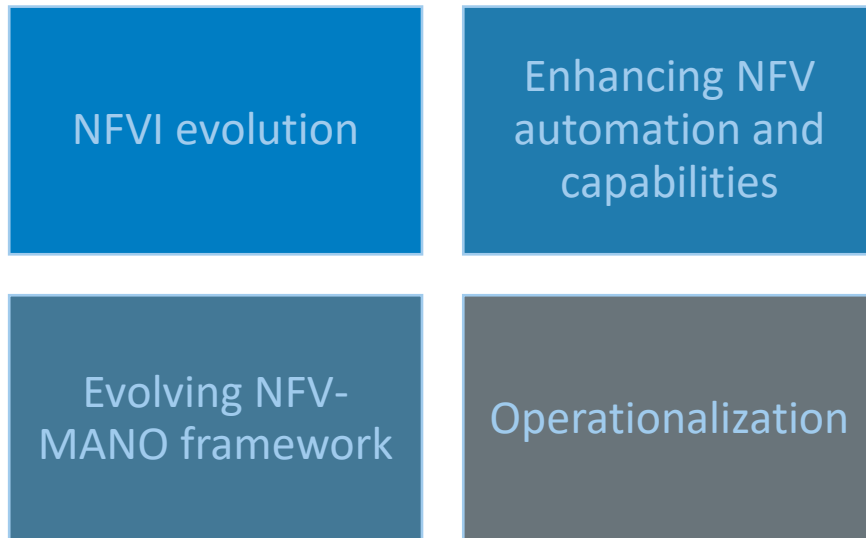 NFVI evolution
Enhancing NFV
automation and
capabilities
Evolving NFV-
MANO framework
Operationalization